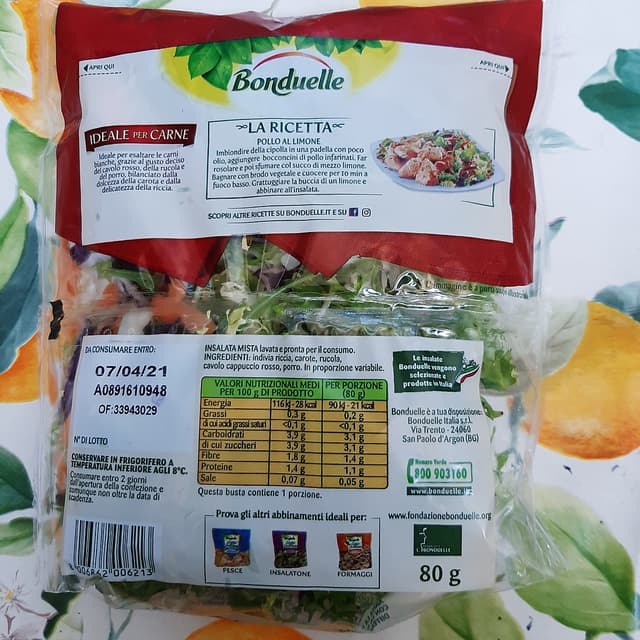 APRI QUI
APRI QUI
Bonduelle
IDEALE PER CARNE
Ideale per esaltare le carni
bianche, grazie al gusto deciso
del cavolo rosso, della rucola e
del porro, bilanciato dalla
dolcezza della carota e dalla
delicatezza della riccia.
LA RICETTA
POLLO AL LIMONE
Imbiondire della cipolla in una padella con poco
olio, aggiungere bocconcini di pollo infarinati. Far
rosolare e poi sfumare col succo di mezzo limone.
Bagnare con brodo vegetale e cuocere per 10 min a
fuoco basso. Grattuggiare la buccia di un limone e
abbinare all'insalata.
SCOPRI ALTRE RICETTE SU BONDUELLE.IT E SU
L'immagine è a puro scopo illustrativo
DA CONSUMARE ENTRO:
07/04/21
A0891610948
OF:33943029
N° DI LOTTO
CONSERVARE IN FRIGORIFERO A
TEMPERATURA INFERIORE AGLI 8°C.
Consumare entro 2 giorni
dall'apertura della confezione e
comunque non oltre la data di
scadenza.
8006842006213
INSALATA MISTA lavata e pronta per il consumo.
INGREDIENTI: indivia riccia, carote, rucola,
cavolo cappuccio rosso, porro. In proporzione variabile.
VALORI NUTRIZIONALI MEDI PER 100 g DI PRODOTTO PER PORZIONE (80 g)
Energia 116 kJ - 28 kcal 90 kJ - 21 kcal
Grassi 0,3 g 0,2 g
di cui acidi grassi saturi <0,1 g <0,1 g
Carboidrati 3,9 g 3,1 g
di cui zuccheri 3,9 g 3,1 g
Fibre 1,8 g 1,4 g
Proteine 1,4 g 1,1 g
Sale 0,07 g 0,05 g
Questa busta contiene 1 porzione.
Le insalate
Bonduelle vengono
selezionate e
prodotte in Italia
Bonduelle è a tua disposizione:
Bonduelle Italia s.r.l.
Via Trento - 24060
San Paolo d'Argon (BG)
Numero Verde
800 903160
www.bonduelle.it
Prova gli altri abbinamenti ideali per:
PESCE
INSALATONE
FORMAGGI
www.fondazionebonduelle.org
L. BONDUELLE
80 g